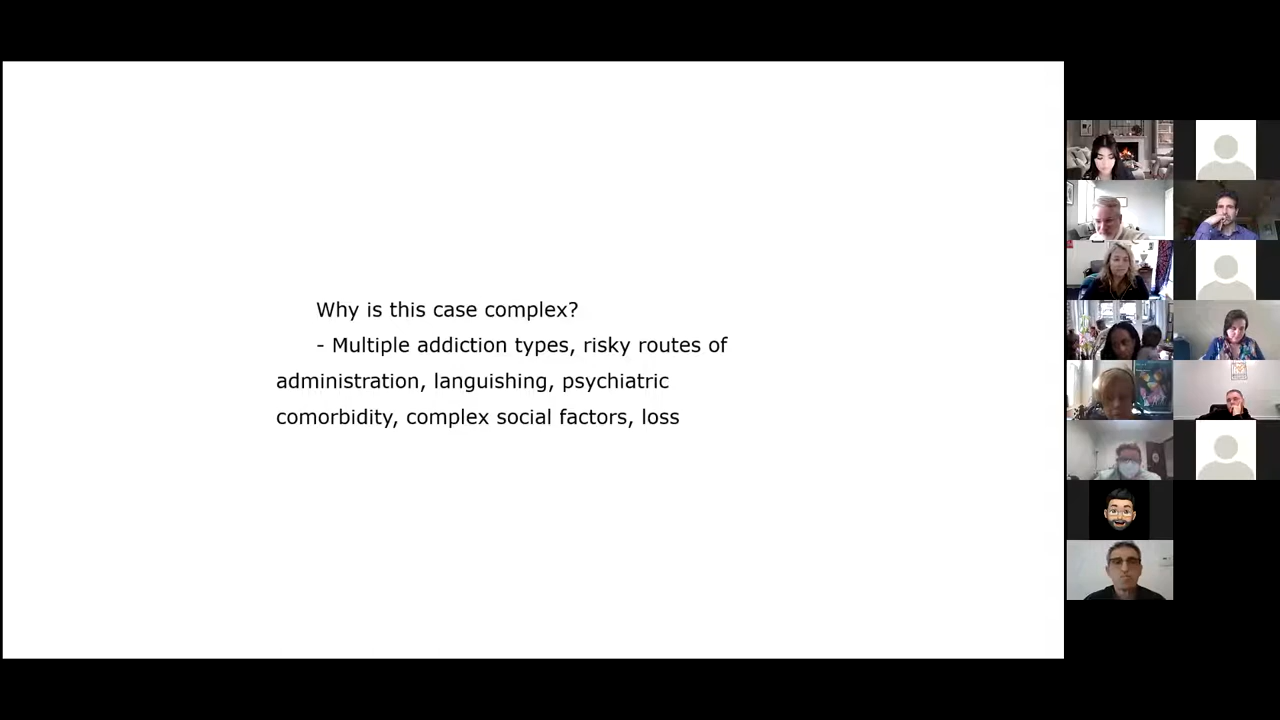 Why is this case complex?
- Multiple addiction types, risky routes of
administration, languishing, psychiatric
comorbidity, complex social factors, loss